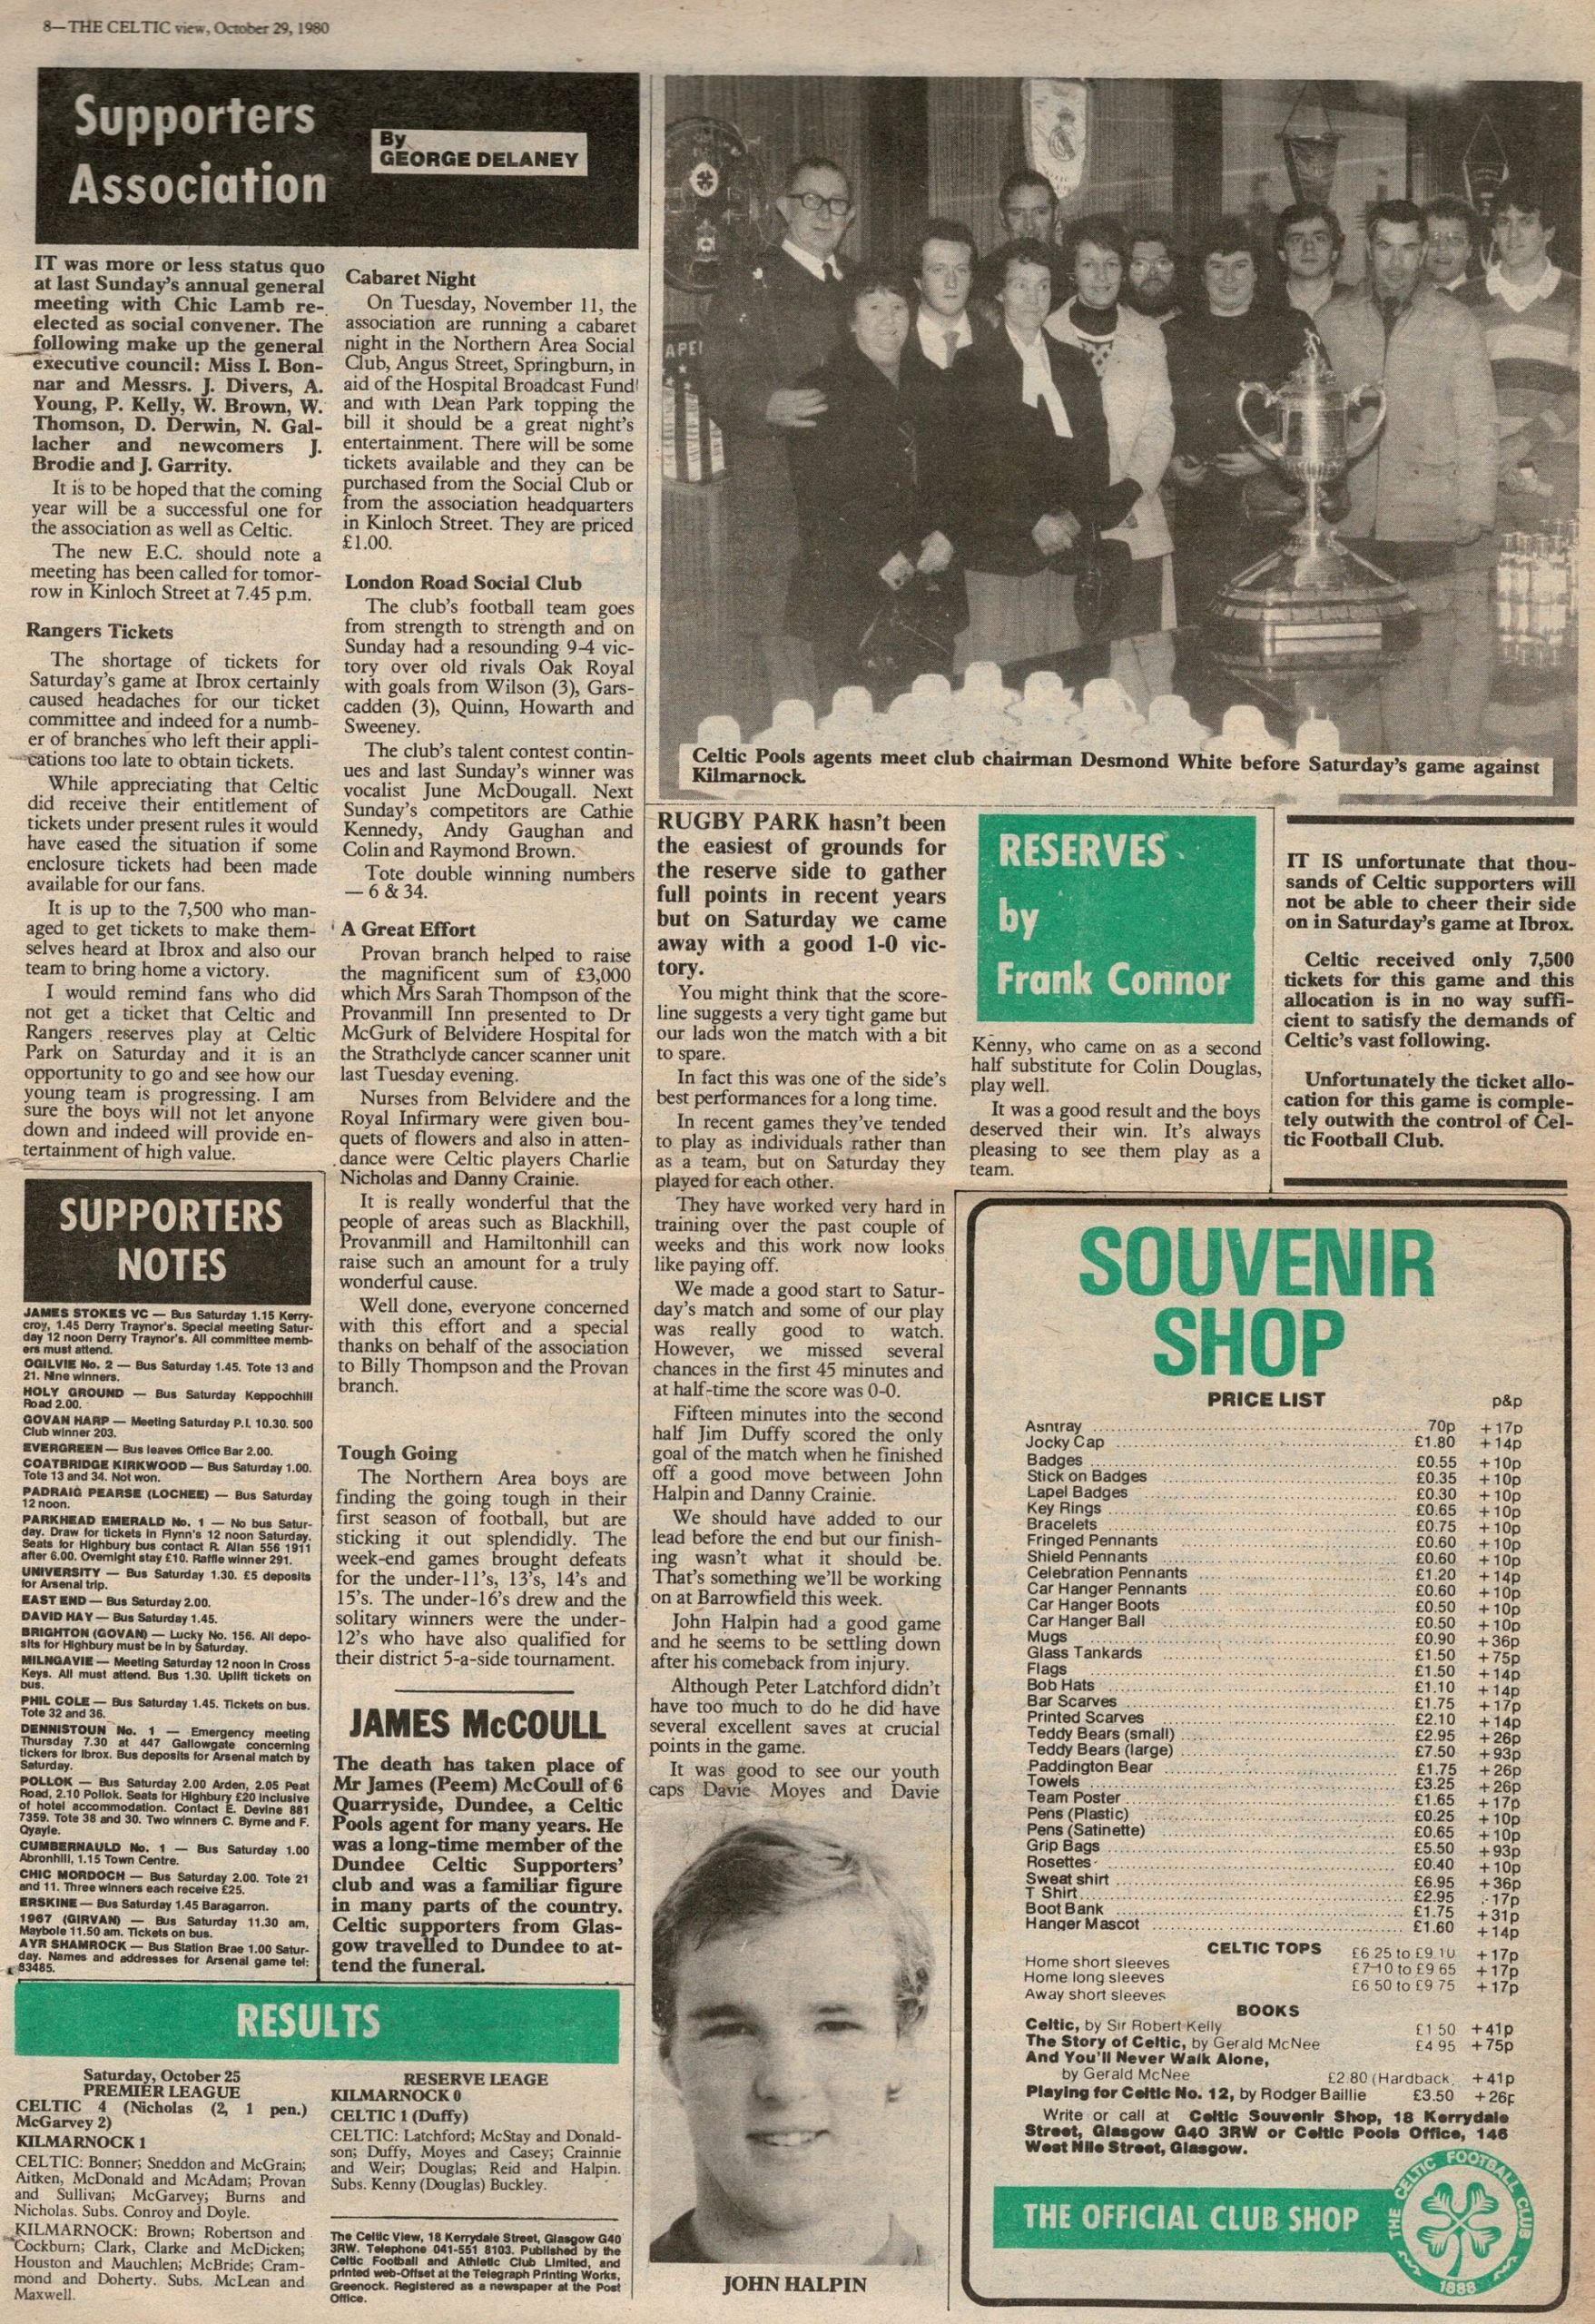 8—THE CELTIC view, October 29, 1980
Supporters
Association
By
GEORGE DELANEY
IT was more or less status quo
at last Sunday's annual general
meeting with Chic Lamb re-
elected as social convener. The
following make up the general
executive council: Miss I. Bon-
nar and Messrs. J. Divers, A.
Young, P. Kelly, W. Brown, W.
Thomson, D. Derwin, N. Gal-
lacher and newcomers J.
Brodie and J. Garrity.
It is to be hoped that the coming
year will be a successful one for
the association as well as Celtic.
The new E.C. should note a
meeting has been called for tomor-
row in Kinloch Street at 7.45 p.m.
Rangers Tickets
The shortage of tickets for
Saturday's game at Ibrox certainly
caused headaches for our ticket
committee and indeed for a numb-
er of branches who left their appli-
cations too late to obtain tickets.
While appreciating that Celtic
did receive their entitlement of
tickets under present rules it would
have eased the situation if some
enclosure tickets had been made
available for our fans.
It is up to the 7,500 who man-
aged to get tickets to make them-
selves heard at Ibrox and also our
team to bring home a victory.
I would remind fans who did
not get a ticket that Celtic and
Rangers reserves play at Celtic
Park on Saturday and it is an
opportunity to go and see how our
young team is progressing. I am
sure the boys will not let anyone
down and indeed will provide en-
tertainment of high value.
SUPPORTERS
NOTES
JAMES STOKES VC — Bus Saturday 1.15 Kerry-
croy, 1.45 Derry Traynor's. Special meeting Satur-
day 12 noon Derry Traynor's. All committee memb-
ers must attend.
OGILVIE No. 2 — Bus Saturday 1.45. Tote 13 and
21. Nine winners.
HOLY GROUND — Bus Saturday Keppochhill
Road 2.00.
GOVAN HARP — Meeting Saturday P.I. 10.30. 500
Club winner 203.
EVERGREEN — Bus leaves Office Bar 2.00.
COATBRIDGE KIRKWOOD — Bus Saturday 1.00.
Tote 13 and 34. Not won.
PADRAIG PEARSE (LOCHEE) — Bus Saturday
12 noon.
PARKHEAD EMERALD No. 1 — No bus Satur-
day. Draw for tickets in Flynn's 12 noon Saturday.
Seats for Highbury bus contact R. Allan 556 1911
after 6.00. Overnight stay £10. Raffle winner 291.
UNIVERSITY — Bus Saturday 1.30. £5 deposits
for Arsenal trip.
EAST END — Bus Saturday 2.00.
DAVID HAY — Bus Saturday 1.45.
BRIGHTON (GOVAN) — Lucky No. 156. All depo-
sits for Highbury must be in by Saturday.
MILNGAVIE — Meeting Saturday 12 noon in Cross
Keys. All must attend. Bus 1.30. Uplift tickets on
bus.
PHIL COLE — Bus Saturday 1.45. Tickets on bus.
Tote 32 and 36.
DENNISTOUN No. 1 — Emergency meeting
Thursday 7.30 at 447 Gallowgate concerning
tickers for Ibrox. Bus deposits for Arsenal match by
Saturday.
POLLOK — Bus Saturday 2.00 Arden, 2.05 Peat
Road, 2.10 Pollok. Seats for Highbury £20 inclusive
of hotel accommodation. Contact E. Devine 881
7359. Tote 38 and 30. Two winners C. Byrne and F.
Qyayle.
CUMBERNAULD No. 1 — Bus Saturday 1.00
Abronhill, 1.15 Town Centre.
CHIC MORDOCH — Bus Saturday 2.00. Tote 21
and 11. Three winners each receive £25.
ERSKINE — Bus Saturday 1.45 Baragarron.
1967 (GIRVAN) — Bus Saturday 11.30 am,
Maybole 11.50 am. Tickets on bus.
AYR SHAMROCK — Bus Station Brae 1.00 Satur-
day. Names and addresses for Arsenal game tel:
83485.
Cabaret Night
On Tuesday, November 11, the
association are running a cabaret
night in the Northern Area Social
Club, Angus Street, Springburn, in
aid of the Hospital Broadcast Fund
and with Dean Park topping the
bill it should be a great night's
entertainment. There will be some
tickets available and they can be
purchased from the Social Club or
from the association headquarters
in Kinloch Street. They are priced
£1.00.
London Road Social Club
The club's football team goes
from strength to strength and on
Sunday had a resounding 9-4 vic-
tory over old rivals Oak Royal
with goals from Wilson (3), Gars-
cadden (3), Quinn, Howarth and
Sweeney.
The club's talent contest contin-
ues and last Sunday's winner was
vocalist June McDougall. Next
Sunday's competitors are Cathie
Kennedy, Andy Gaughan and
Colin and Raymond Brown.
Tote double winning numbers
— 6 & 34.
A Great Effort
Provan branch helped to raise
the magnificent sum of £3,000
which Mrs Sarah Thompson of the
Provanmill Inn presented to Dr
McGurk of Belvidere Hospital for
the Strathclyde cancer scanner unit
last Tuesday evening.
Nurses from Belvidere and the
Royal Infirmary were given bou-
quets of flowers and also in atten-
dance were Celtic players Charlie
Nicholas and Danny Crainie.
It is really wonderful that the
people of areas such as Blackhill,
Provanmill and Hamiltonhill can
raise such an amount for a truly
wonderful cause.
Well done, everyone concerned
with this effort and a special
thanks on behalf of the association
to Billy Thompson and the Provan
branch.
Tough Going
The Northern Area boys are
finding the going tough in their
first season of football, but are
sticking it out splendidly. The
week-end games brought defeats
for the under-11's, 13's, 14's and
15's. The under-16's drew and the
solitary winners were the under-
12's who have also qualified for
their district 5-a-side tournament.
JAMES McCOULL
The death has taken place of
Mr James (Peem) McCoull of 6
Quarryside, Dundee, a Celtic
Pools agent for many years. He
was a long-time member of the
Dundee Celtic Supporters'
club and was a familiar figure
in many parts of the country.
Celtic supporters from Glas-
gow travelled to Dundee to at-
tend the funeral.
RESULTS
Saturday, October 25
PREMIER LEAGUE
CELTIC 4 (Nicholas (2, 1 pen.)
McGarvey 2)
KILMARNOCK 1
CELTIC: Bonner; Sneddon and McGrain;
Aitken, McDonald and McAdam; Provan
and Sullivan; McGarvey; Burns and
Nicholas. Subs. Conroy and Doyle.
KILMARNOCK: Brown; Robertson and
Cockburn; Clark, Clarke and McDicken;
Houston and Mauchlen; McBride; Cram-
mond and Doherty. Subs. McLean and
Maxwell.
RESERVE LEAGE
KILMARNOCK 0
CELTIC 1 (Duffy)
CELTIC: Latchford; McStay and Donald-
son; Duffy, Moyes and Casey; Crainnie
and Weir; Douglas; Reid and Halpin.
Subs. Kenny (Douglas) Buckley.
The Celtic View, 18 Kerrydale Street, Glasgow G40
3RW. Telephone 041-551 8103. Published by the
Celtic Football and Athletic Club Limited, and
printed web-Offset at the Telegraph Printing Works,
Greenock. Registered as a newspaper at the Post
Office.
Celtic Pools agents meet club chairman Desmond White before Saturday's game against
Kilmarnock.
RUGBY PARK hasn't been
the easiest of grounds for
the reserve side to gather
full points in recent years
but on Saturday we came
away with a good 1-0 vic-
tory.
You might think that the score-
line suggests a very tight game but
our lads won the match with a bit
to spare.
In fact this was one of the side's
best performances for a long time.
In recent games they've tended
to play as individuals rather than
as a team, but on Saturday they
played for each other.
They have worked very hard in
training over the past couple of
weeks and this work now looks
like paying off.
We made a good start to Satur-
day's match and some of our play
was really good to watch.
However, we missed several
chances in the first 45 minutes and
at half-time the score was 0-0.
Fifteen minutes into the second
half Jim Duffy scored the only
goal of the match when he finished
off a good move between John
Halpin and Danny Crainie.
We should have added to our
lead before the end but our finish-
ing wasn't what it should be.
That's something we'll be working
on at Barrowfield this week.
John Halpin had a good game
and he seems to be settling down
after his comeback from injury.
Although Peter Latchford didn't
have too much to do he did have
several excellent saves at crucial
points in the game.
It was good to see our youth
caps Davie Moyes and Davie
JOHN HALPIN
RESERVES
by
Frank Connor
Kenny, who came on as a second
half substitute for Colin Douglas,
play well.
It was a good result and the boys
deserved their win. It's always
pleasing to see them play as a
team.
IT IS unfortunate that thou-
sands of Celtic supporters will
not be able to cheer their side
on in Saturday's game at Ibrox.
Celtic received only 7,500
tickets for this game and this
allocation is in no way suffi-
cient to satisfy the demands of
Celtic's vast following.
Unfortunately the ticket allo-
cation for this game is comple-
tely outwith the control of Cel-
tic Football Club.
SOUVENIR
SHOP
PRICE LIST p&p
Asntray 70p +17p
Jocky Cap £1.80 +14p
Badges £0.55 +10p
Stick on Badges £0.35 +10p
Lapel Badges £0.30 +10p
Key Rings £0.65 +10p
Bracelets £0.75 +10p
Fringed Pennants £0.60 +10p
Shield Pennants £0.60 +10p
Celebration Pennants £1.20 +14p
Car Hanger Pennants £0.60 +10p
Car Hanger Boots £0.50 +10p
Car Hanger Ball £0.50 +10p
Mugs £0.90 +36p
Glass Tankards £1.50 +75p
Flags £1.50 +14p
Bob Hats £1.10 +14p
Bar Scarves £1.75 +17p
Printed Scarves £2.10 +14p
Teddy Bears (small) £2.95 +26p
Teddy Bears (large) £7.50 +93p
Paddington Bear £1.75 +26p
Towels £3.25 +26p
Team Poster £1.65 +17p
Pens (Plastic) £0.25 +10p
Pens (Satinette) £0.65 +10p
Grip Bags £5.50 +93p
Rosettes £0.40 +10p
Sweat shirt £6.95 +36p
T Shirt £2.95 17p
Boot Bank £1.75 +31p
Hanger Mascot £1.60 +14p
CELTIC TOPS
Home short sleeves £6.25 to £9.10 +17p
Home long sleeves £7-10 to £9 65 +17p
Away short sleeves £6 50 to £9 75 +17p
BOOKS
Celtic, by Sir Robert Kelly £1 50 +41p
The Story of Celtic, by Gerald McNee £4 95 +75p
And You'll Never Walk Alone,
by Gerald McNee £2.80 (Hardback) +41p
Playing for Celtic No. 12, by Rodger Baillie £3.50 +26p
Write or call at Celtic Souvenir Shop, 18 Kerrydale
Street, Glasgow G40 3RW or Celtic Pools Office, 146
West Nile Street, Glasgow.
THE OFFICIAL CLUB SHOP
THE CELTIC FOOTBALL CLUB
1888